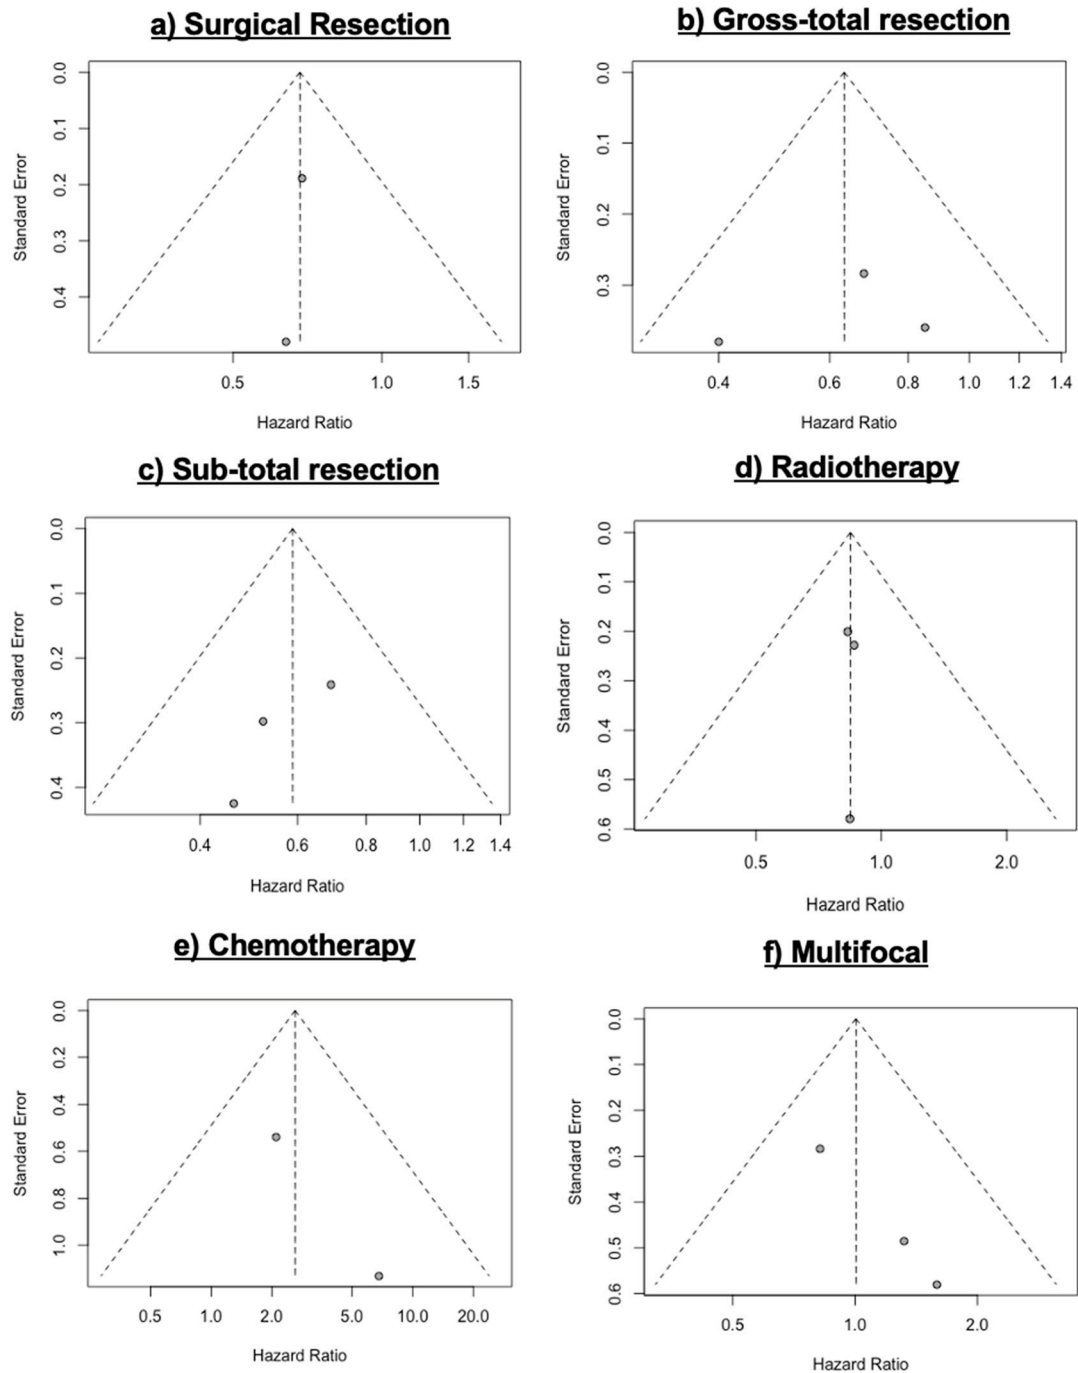 a) Surgical Resection
0.0
0.1
0.2
0.3
0.4
Standard Error
0.5 1.0 1.5
Hazard Ratio
b) Gross-total resection
0.0
0.1
0.2
0.3
Standard Error
0.4 0.6 0.8 1.0 1.2 1.4
Hazard Ratio
c) Sub-total resection
0.0
0.1
0.2
0.3
0.4
Standard Error
0.4 0.6 0.8 1.0 1.2 1.4
Hazard Ratio
d) Radiotherapy
0.0
0.1
0.2
0.3
0.4
0.5
0.6
Standard Error
0.5 1.0 2.0
Hazard Ratio
e) Chemotherapy
0.0
0.2
0.4
0.6
0.8
1.0
Standard Error
0.5 1.0 2.0 5.0 10.0 20.0
Hazard Ratio
f) Multifocal
0.0
0.1
0.2
0.3
0.4
0.5
0.6
Standard Error
0.5 1.0 2.0
Hazard Ratio